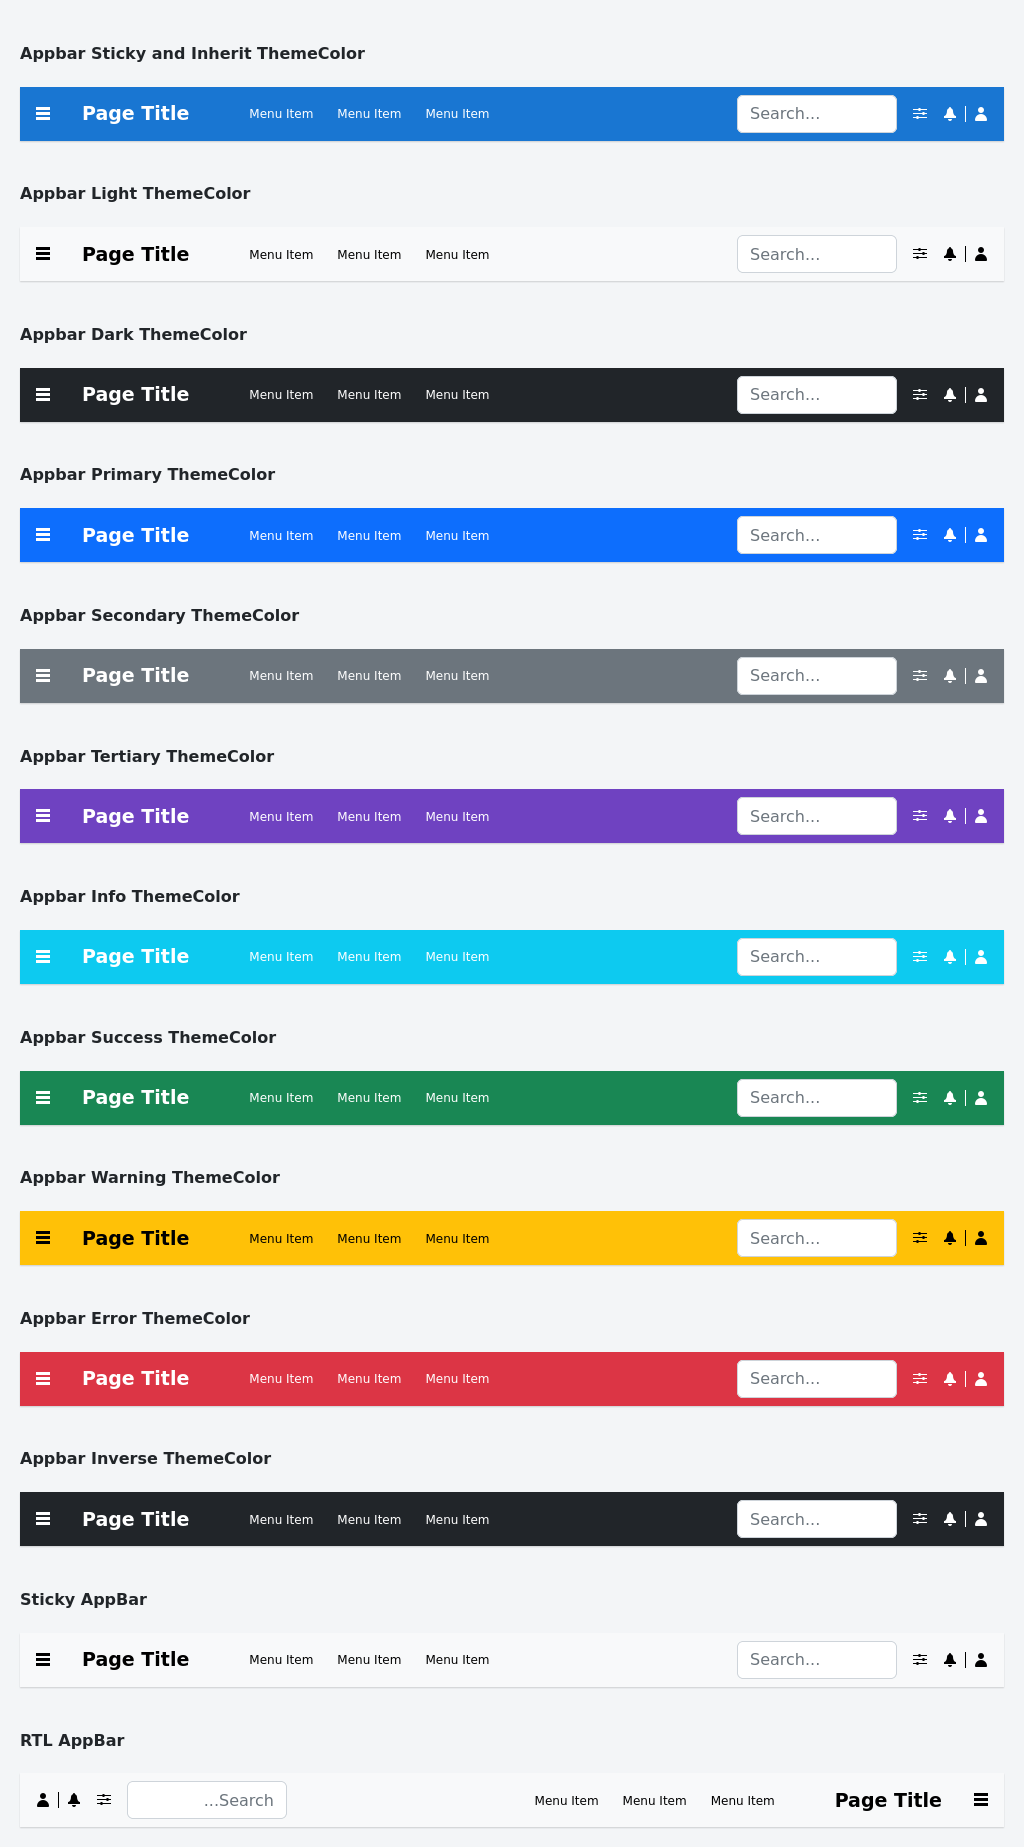 Appbar Sticky and Inherit ThemeColor
Page Title Menu Item Menu Item Menu Item Search...
Appbar Light ThemeColor
Page Title Menu Item Menu Item Menu Item Search...
Appbar Dark ThemeColor
Page Title Menu Item Menu Item Menu Item Search...
Appbar Primary ThemeColor
Page Title Menu Item Menu Item Menu Item Search...
Appbar Secondary ThemeColor
Page Title Menu Item Menu Item Menu Item Search...
Appbar Tertiary ThemeColor
Page Title Menu Item Menu Item Menu Item Search...
Appbar Info ThemeColor
Page Title Menu Item Menu Item Menu Item Search...
Appbar Success ThemeColor
Page Title Menu Item Menu Item Menu Item Search...
Appbar Warning ThemeColor
Page Title Menu Item Menu Item Menu Item Search...
Appbar Error ThemeColor
Page Title Menu Item Menu Item Menu Item Search...
Appbar Inverse ThemeColor
Page Title Menu Item Menu Item Menu Item Search...
Sticky AppBar
Page Title Menu Item Menu Item Menu Item Search...
RTL AppBar
...Search Menu Item Menu Item Menu Item Page Title